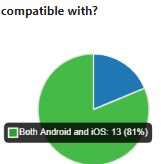 compatible with?
Both Android and iOS: 13 (81%)